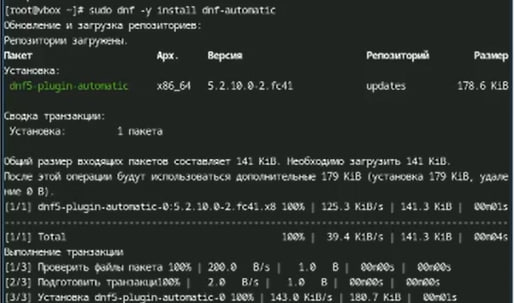 [root@vbox ~]# sudo dnf -y install dnf-automatic
Обновление и загрузка репозиториев:
Репозитории загружены.
Пакет Арх. Версия Репозиторий Размер
Установка:
dnf5-plugin-automatic x86_64 5.2.10.0-2.fc41 updates 178.6 KiB
Сводка транзакции:
Установка: 1 пакета
Общий размер входящих пакетов составляет 141 KiB. Необходимо загрузить 141 KiB.
После этой операции будут использоваться дополнительные 179 KiB (установка 179 KiB, удале
ние 0 B).
[1/1] dnf5-plugin-automatic-0:5.2.10.0-2.fc41.x8 100% | 125.3 KiB/s | 141.3 KiB | 00m01s
--------------------------------------------------------------------------------
[1/1] Total 100% | 39.4 KiB/s | 141.3 KiB | 00m04s
Выполнение транзакции
[1/3] Проверить файлы пакета 100% | 200.0 B/s | 1.0 B | 00m00s | 00m00s
[2/3] Подготовить транзакци100% | 2.0 B/s | 1.0 B | 00m00s | 00m00s
[3/3] Установка dnf5-plugin-automatic-0 100% | 143.0 KiB/s | 180.7 KiB | 00m01s